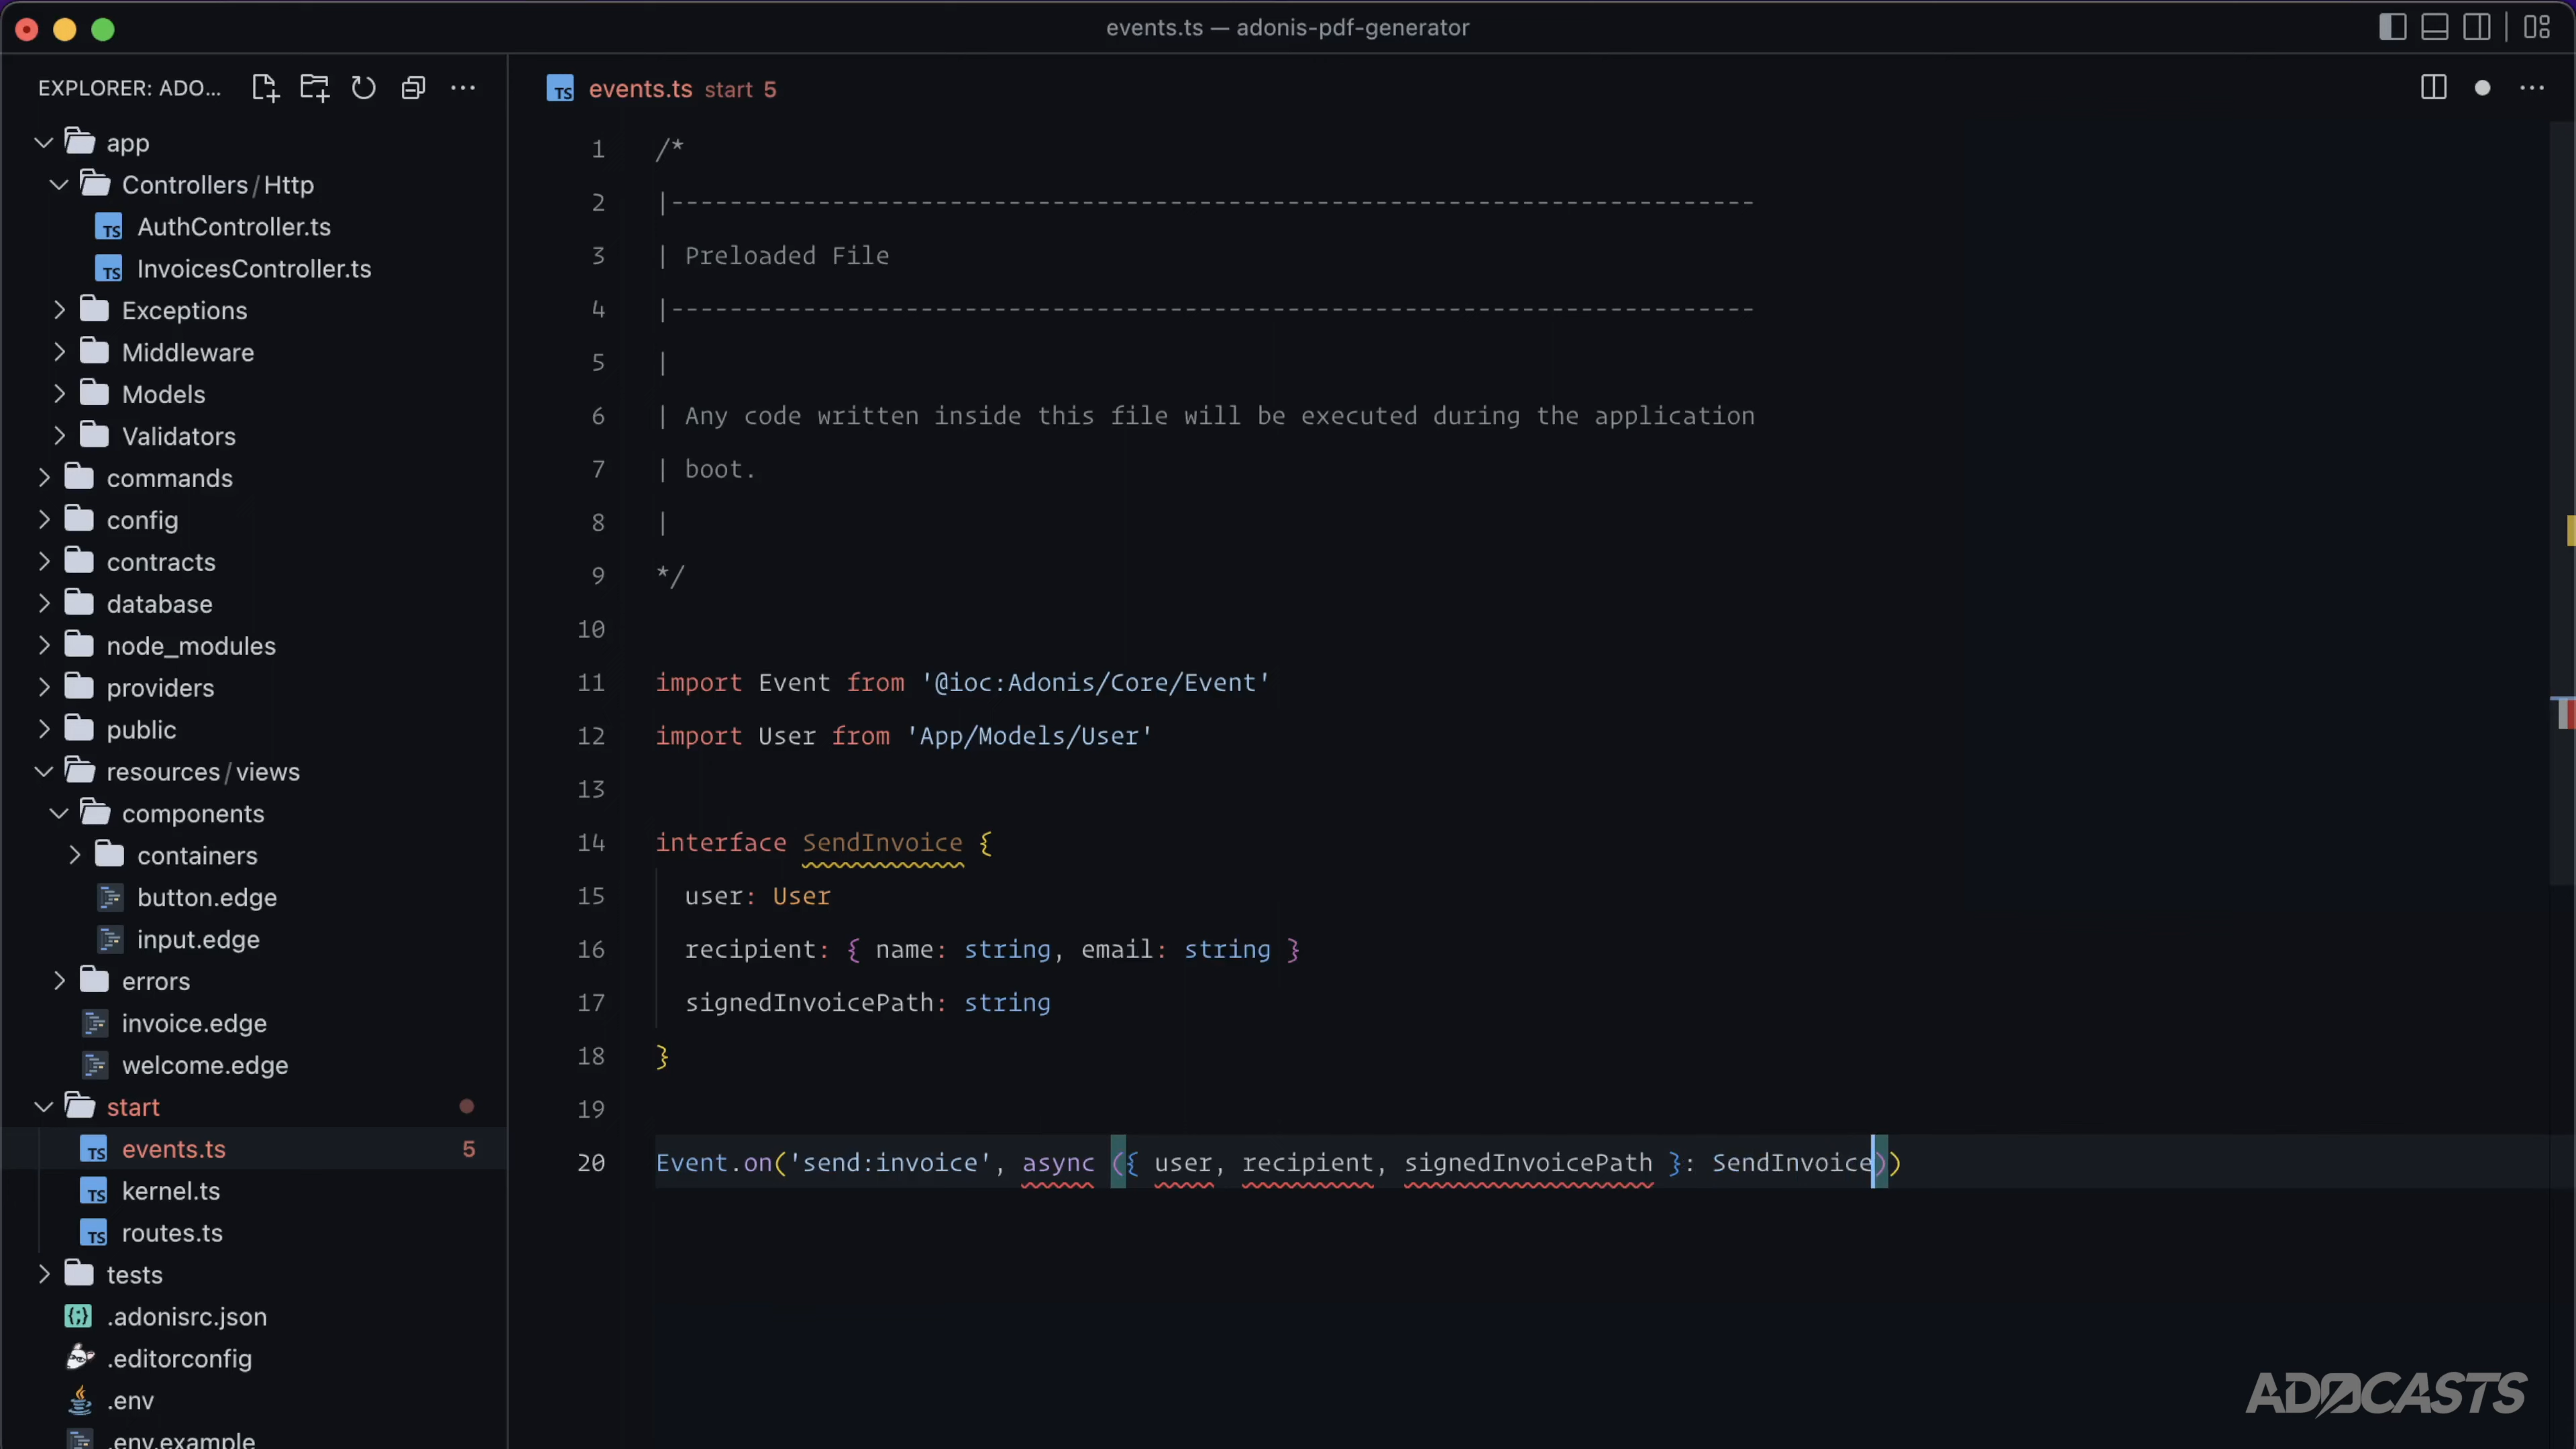 events.ts — adonis-pdf-generator
EXPLORER: ADO...
app
Controllers/Http
TS AuthController.ts
TS InvoicesController.ts
Exceptions
Middleware
Models
Validators
commands
config
contracts
database
node_modules
providers
public
resources/views
components
containers
button.edge
input.edge
errors
invoice.edge
welcome.edge
start
TS events.ts 5
TS kernel.ts
TS routes.ts
tests
.adonisrc.json
.editorconfig
.env
.env.example
TS events.ts start 5
1 /*
2 |--------------------------------------------------------------------------
3 | Preloaded File
4 |--------------------------------------------------------------------------
5 |
6 | Any code written inside this file will be executed during the application
7 | boot.
8 |
9 */
10
11 import Event from '@ioc:Adonis/Core/Event'
12 import User from 'App/Models/User'
13
14 interface SendInvoice {
15 user: User
16 recipient: { name: string, email: string }
17 signedInvoicePath: string
18 }
19
20 Event.on('send:invoice', async ({ user, recipient, signedInvoicePath }: SendInvoice))
ADOCASTS